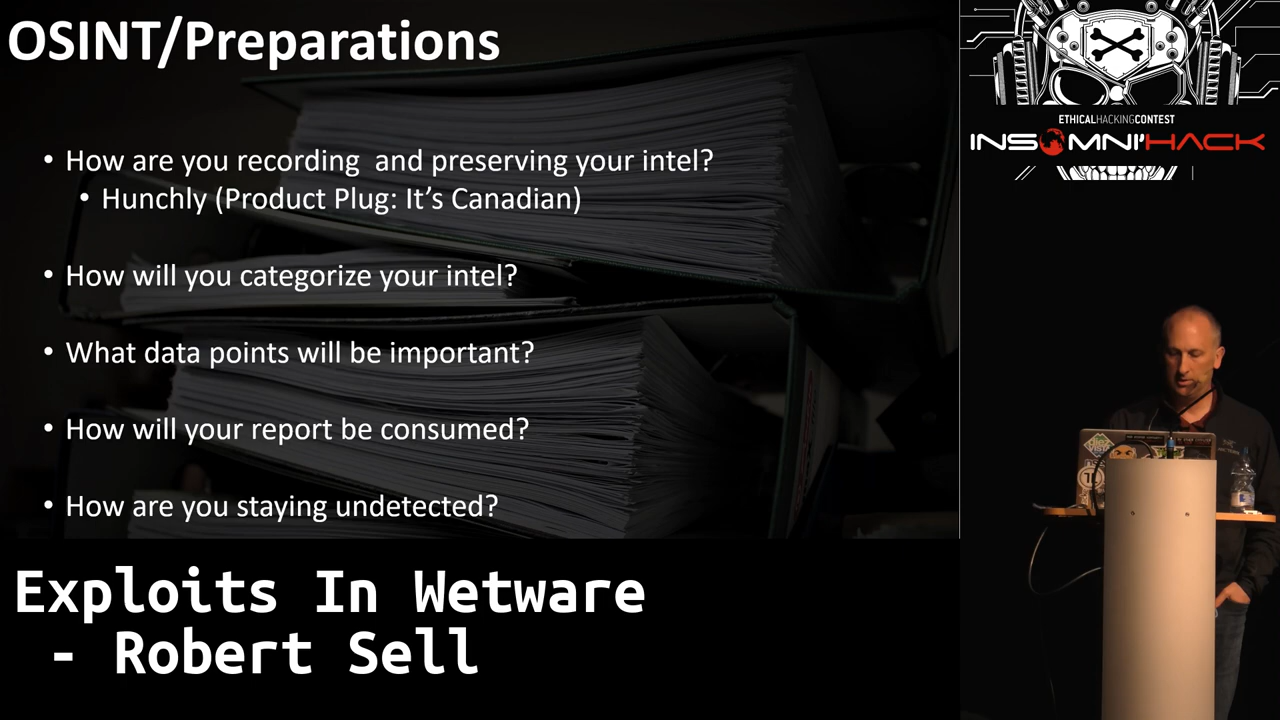 OSINT/Preparations
• How are you recording  and preserving your intel?
• Hunchly (Product Plug: It’s Canadian)
• How will you categorize your intel?
• What data points will be important?
• How will your report be consumed?
• How are you staying undetected?
Exploits In Wetware
- Robert Sell
ETHICALHACKINGCONTEST
INSOMNI'HACK